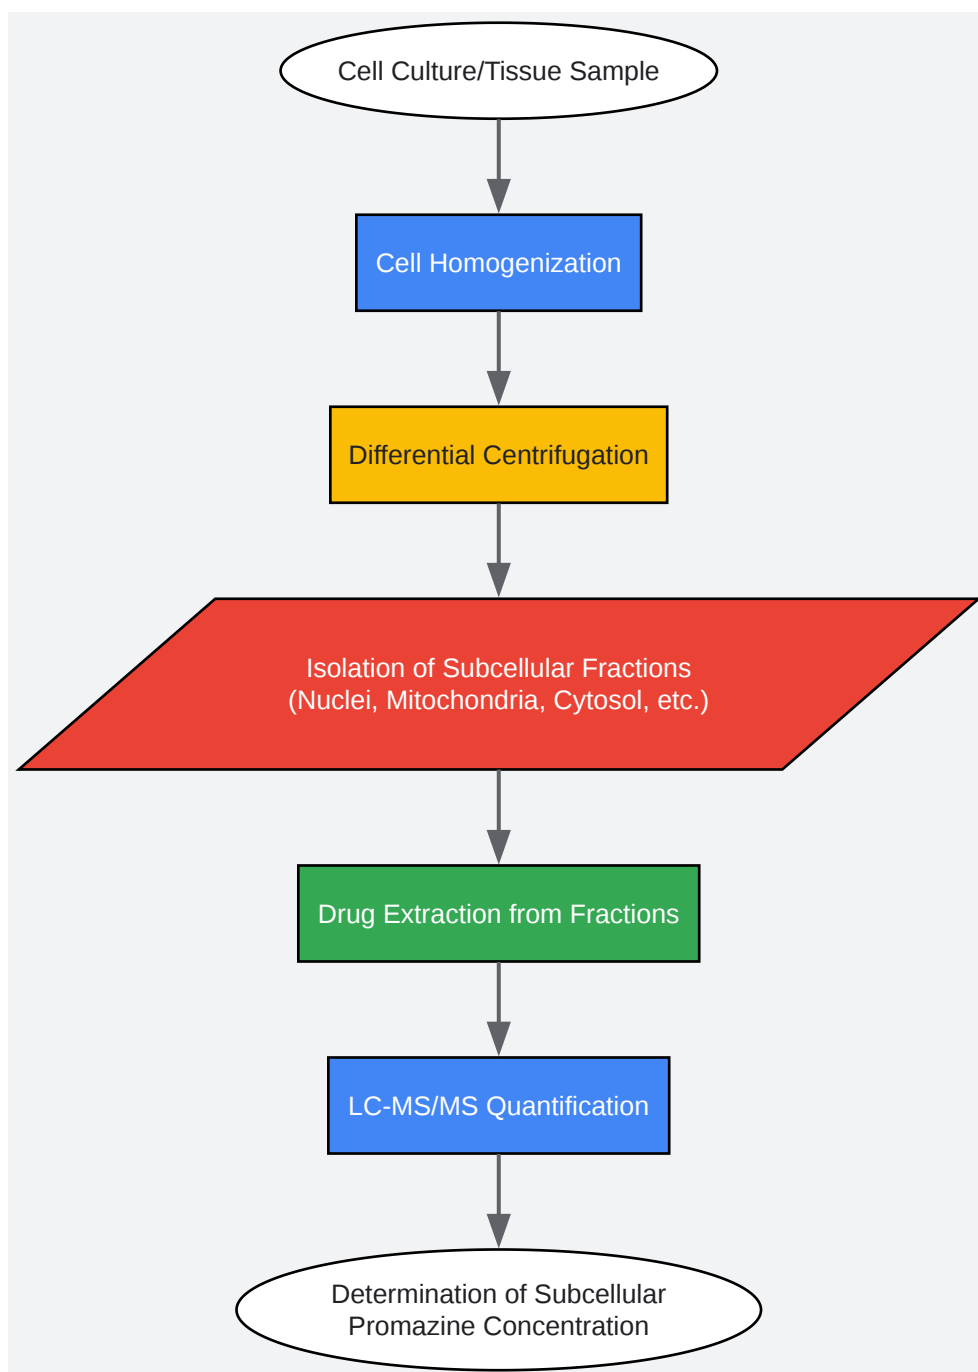 Cell Culture/Tissue Sample
Cell Homogenization
Differential Centrifugation
Isolation of Subcellular Fractions
(Nuclei, Mitochondria, Cytosol, etc.)
Drug Extraction from Fractions
LC-MS/MS Quantification
Determination of Subcellular
Promazine Concentration